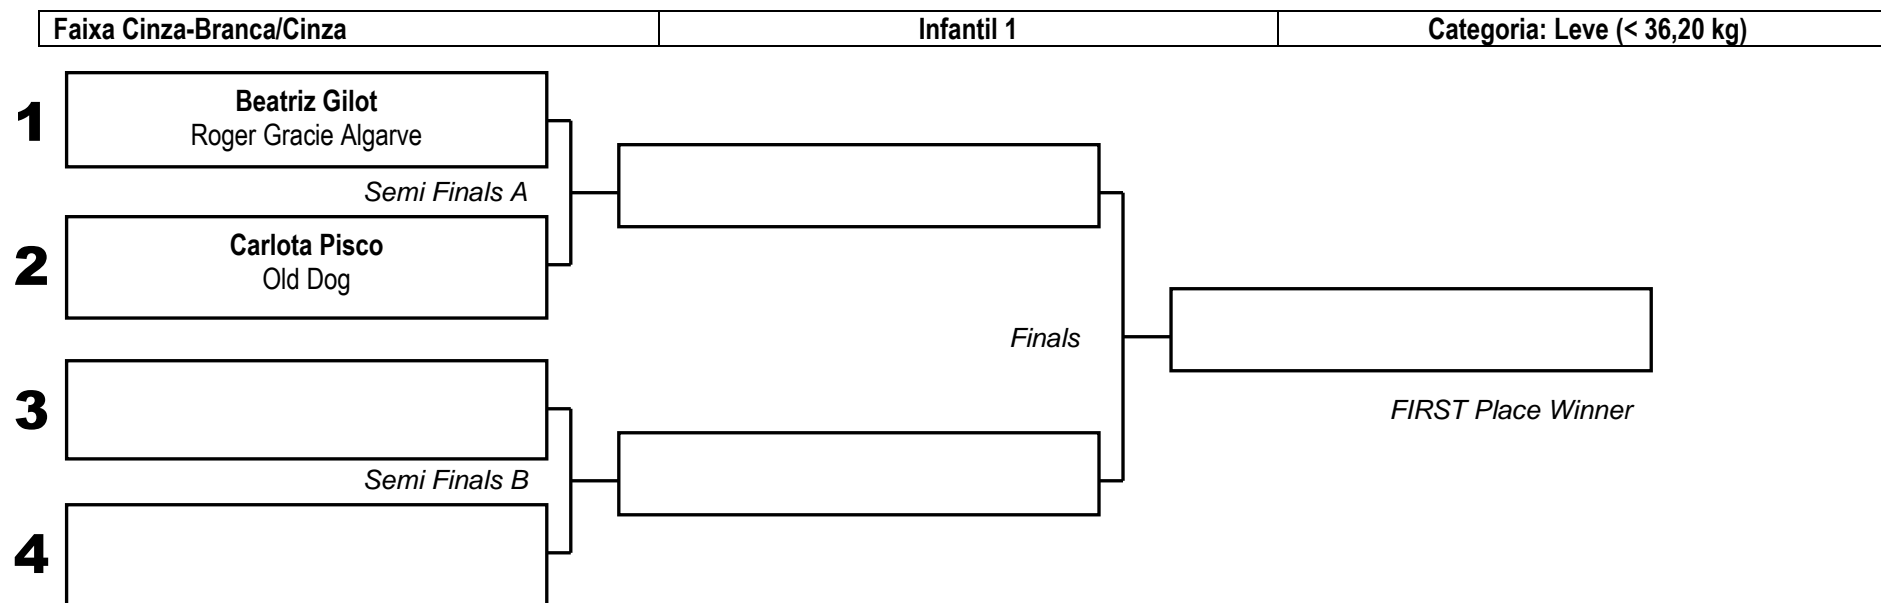 Faixa Cinza-Branca/Cinza Infantil 1 Categoria: Leve (< 36,20 kg)
1
Beatriz Gilot
Roger Gracie Algarve
Semi Finals A
2
Carlota Pisco
Old Dog
Finals
3
FIRST Place Winner
Semi Finals B
4